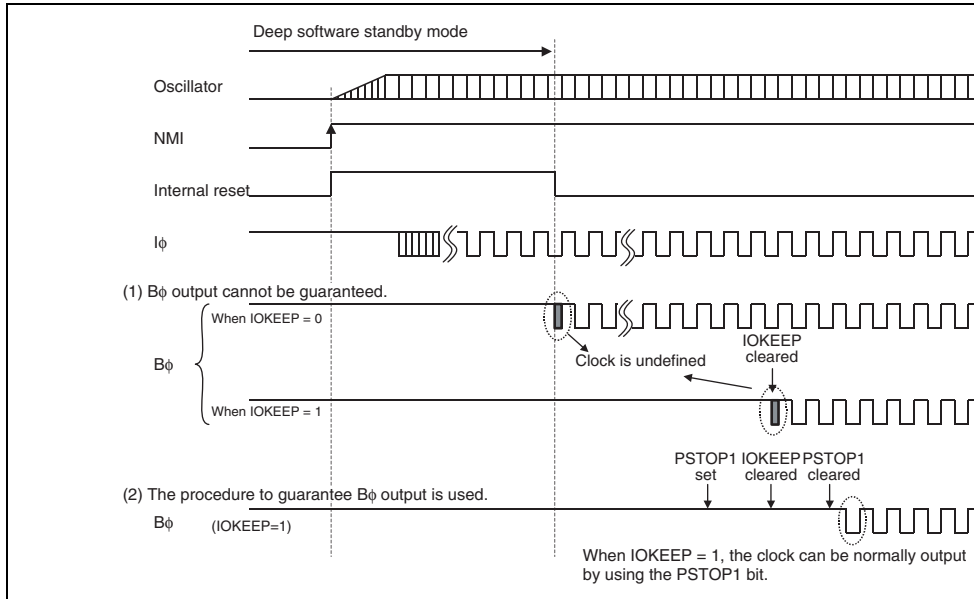 Deep software standby mode
Oscillator
NMI
Internal reset
Iϕ
(1) Bϕ output cannot be guaranteed.
When IOKEEP = 0
Bϕ
Clock is undefined
IOKEEP
cleared
When IOKEEP = 1
PSTOP1 IOKEEP PSTOP1
set cleared cleared
(2) The procedure to guarantee Bϕ output is used.
Bϕ (IOKEEP=1)
When IOKEEP = 1, the clock can be normally output
by using the PSTOP1 bit.